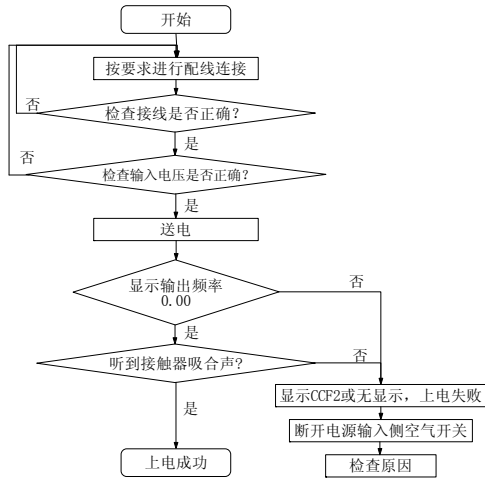 开始
按要求进行配线连接
否
检查接线是否正确?
是
否
检查输入电压是否正确?
是
送电
显示输出频率
0.00
否
是
听到接触器吸合声?
否
是
显示CCF2或无显示，上电失败
断开电源输入侧空气开关
上电成功
检查原因